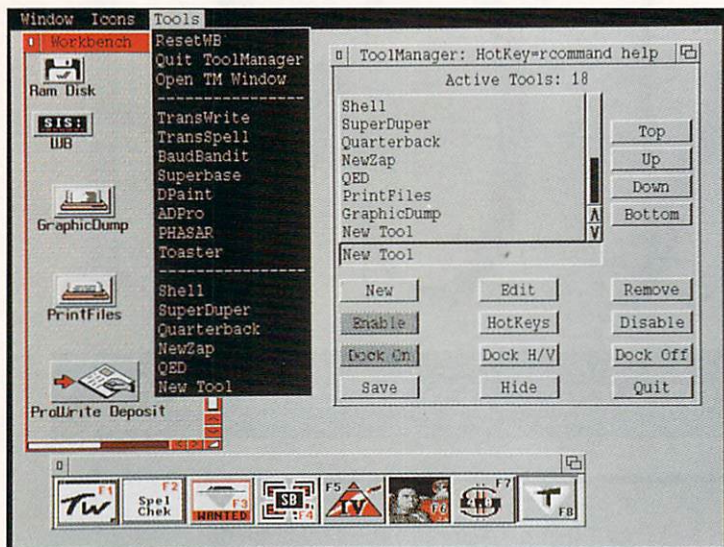 Window Icons Tools
Workbench
Ram Disk
SIS:
WB
GraphicDump
PrintFiles
ProWrite Deposit
ResetWB
Quit ToolManager
Open TM Window
--------------------
TransWrite
TransSpell
BaudBandit
Superbase
DPaint
ADPro
PHASAR
Toaster
--------------------
Shell
SuperDuper
Quarterback
NewZap
QED
New Tool
ToolManager: HotKey=rcommand help
Active Tools: 18
Shell
SuperDuper
Quarterback
NewZap
QED
PrintFiles
GraphicDump
New Tool
New Tool
Top
Up
Down
Bottom
New Edit Remove
Enable HotKeys Disable
Dock On Dock H/V Dock Off
Save Hide Quit
F1
TW
F2
Spel
Chek
F3
WANTED
SB
F4
F5
TV
F6
F7
T
F8